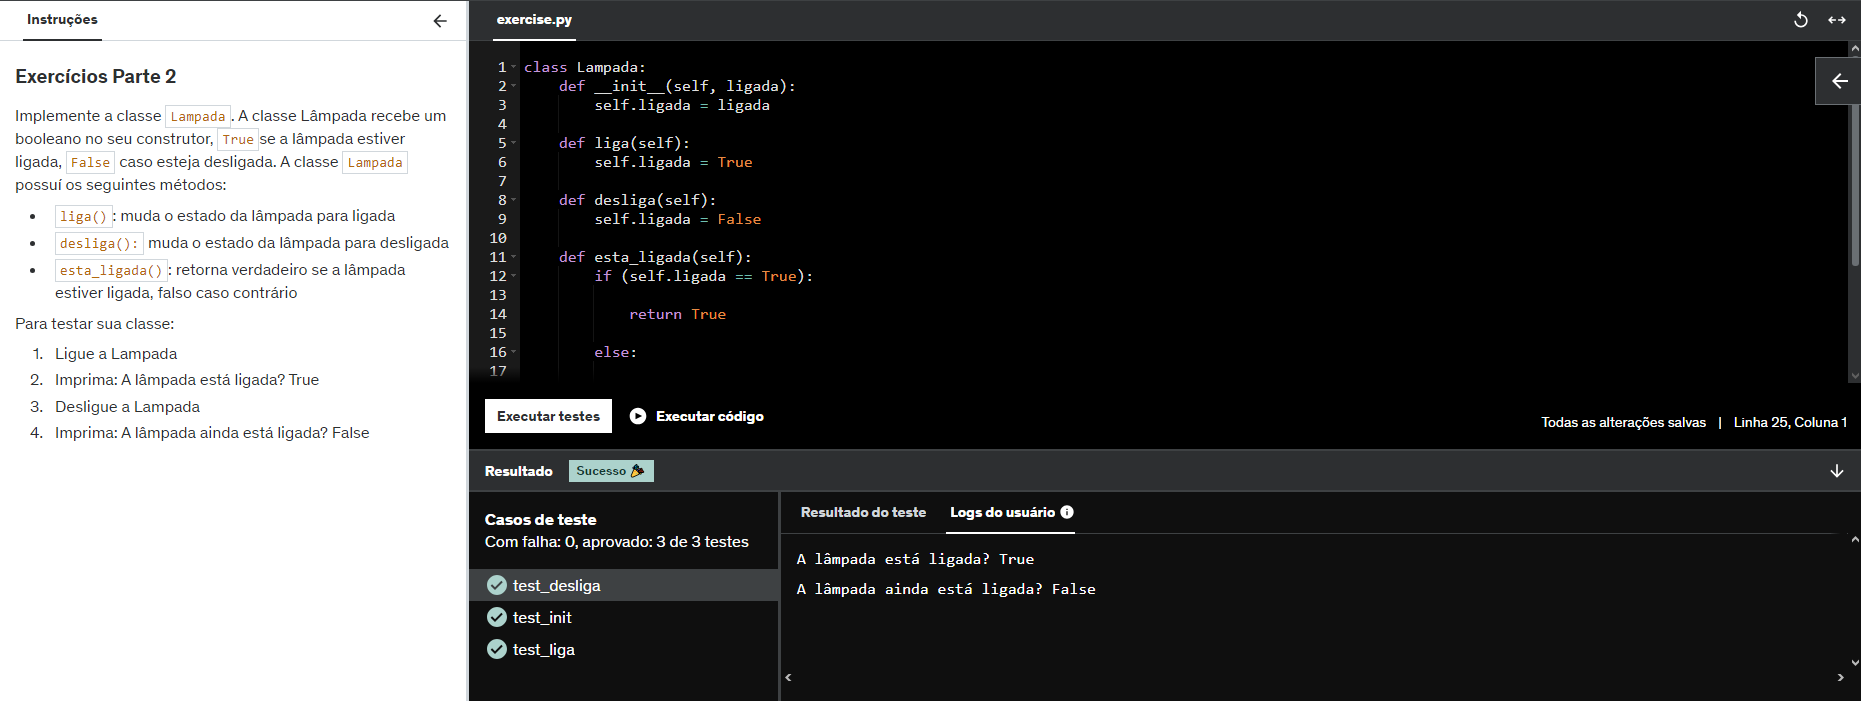 Instruções
Exercícios Parte 2
Implemente a classe Lampada. A classe Lâmpada recebe um
booleano no seu construtor, True se a lâmpada estiver
ligada, False caso esteja desligada. A classe Lampada
possuí os seguintes métodos:
liga(): muda o estado da lâmpada para ligada
desliga(): muda o estado da lâmpada para desligada
esta_ligada(): retorna verdadeiro se a lâmpada
estiver ligada, falso caso contrário
Para testar sua classe:
1. Ligue a Lampada
2. Imprima: A lâmpada está ligada? True
3. Desligue a Lampada
4. Imprima: A lâmpada ainda está ligada? False
exercise.py
1 class Lampada:
2 def __init__(self, ligada):
3 self.ligada = ligada
4
5 def liga(self):
6 self.ligada = True
7
8 def desliga(self):
9 self.ligada = False
10
11 def esta_ligada(self):
12 if (self.ligada == True):
13
14 return True
15
16 else:
17
Executar testes Executar código
Todas as alterações salvas | Linha 25, Coluna 1
Resultado Sucesso
Casos de teste
Com falha: 0, aprovado: 3 de 3 testes
test_desliga
test_init
test_liga
Resultado do teste Logs do usuário
A lâmpada está ligada? True
A lâmpada ainda está ligada? False